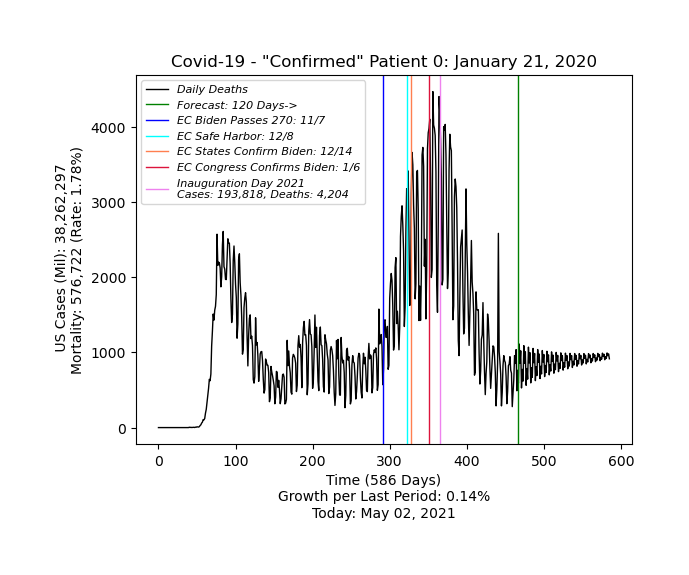 Covid-19 - "Confirmed" Patient 0: January 21, 2020
Daily Deaths
Forecast: 120 Days->
EC Biden Passes 270: 11/7
EC Safe Harbor: 12/8
EC States Confirm Biden: 12/14
EC Congress Confirms Biden: 1/6
Inauguration Day 2021
Cases: 193,818, Deaths: 4,204
US Cases (Mil): 38,262,297
Mortality: 576,722 (Rate: 1.78%)
4000
3000
2000
1000
0
0 100 200 300 400 500 600
Time (586 Days)
Growth per Last Period: 0.14%
Today: May 02, 2021